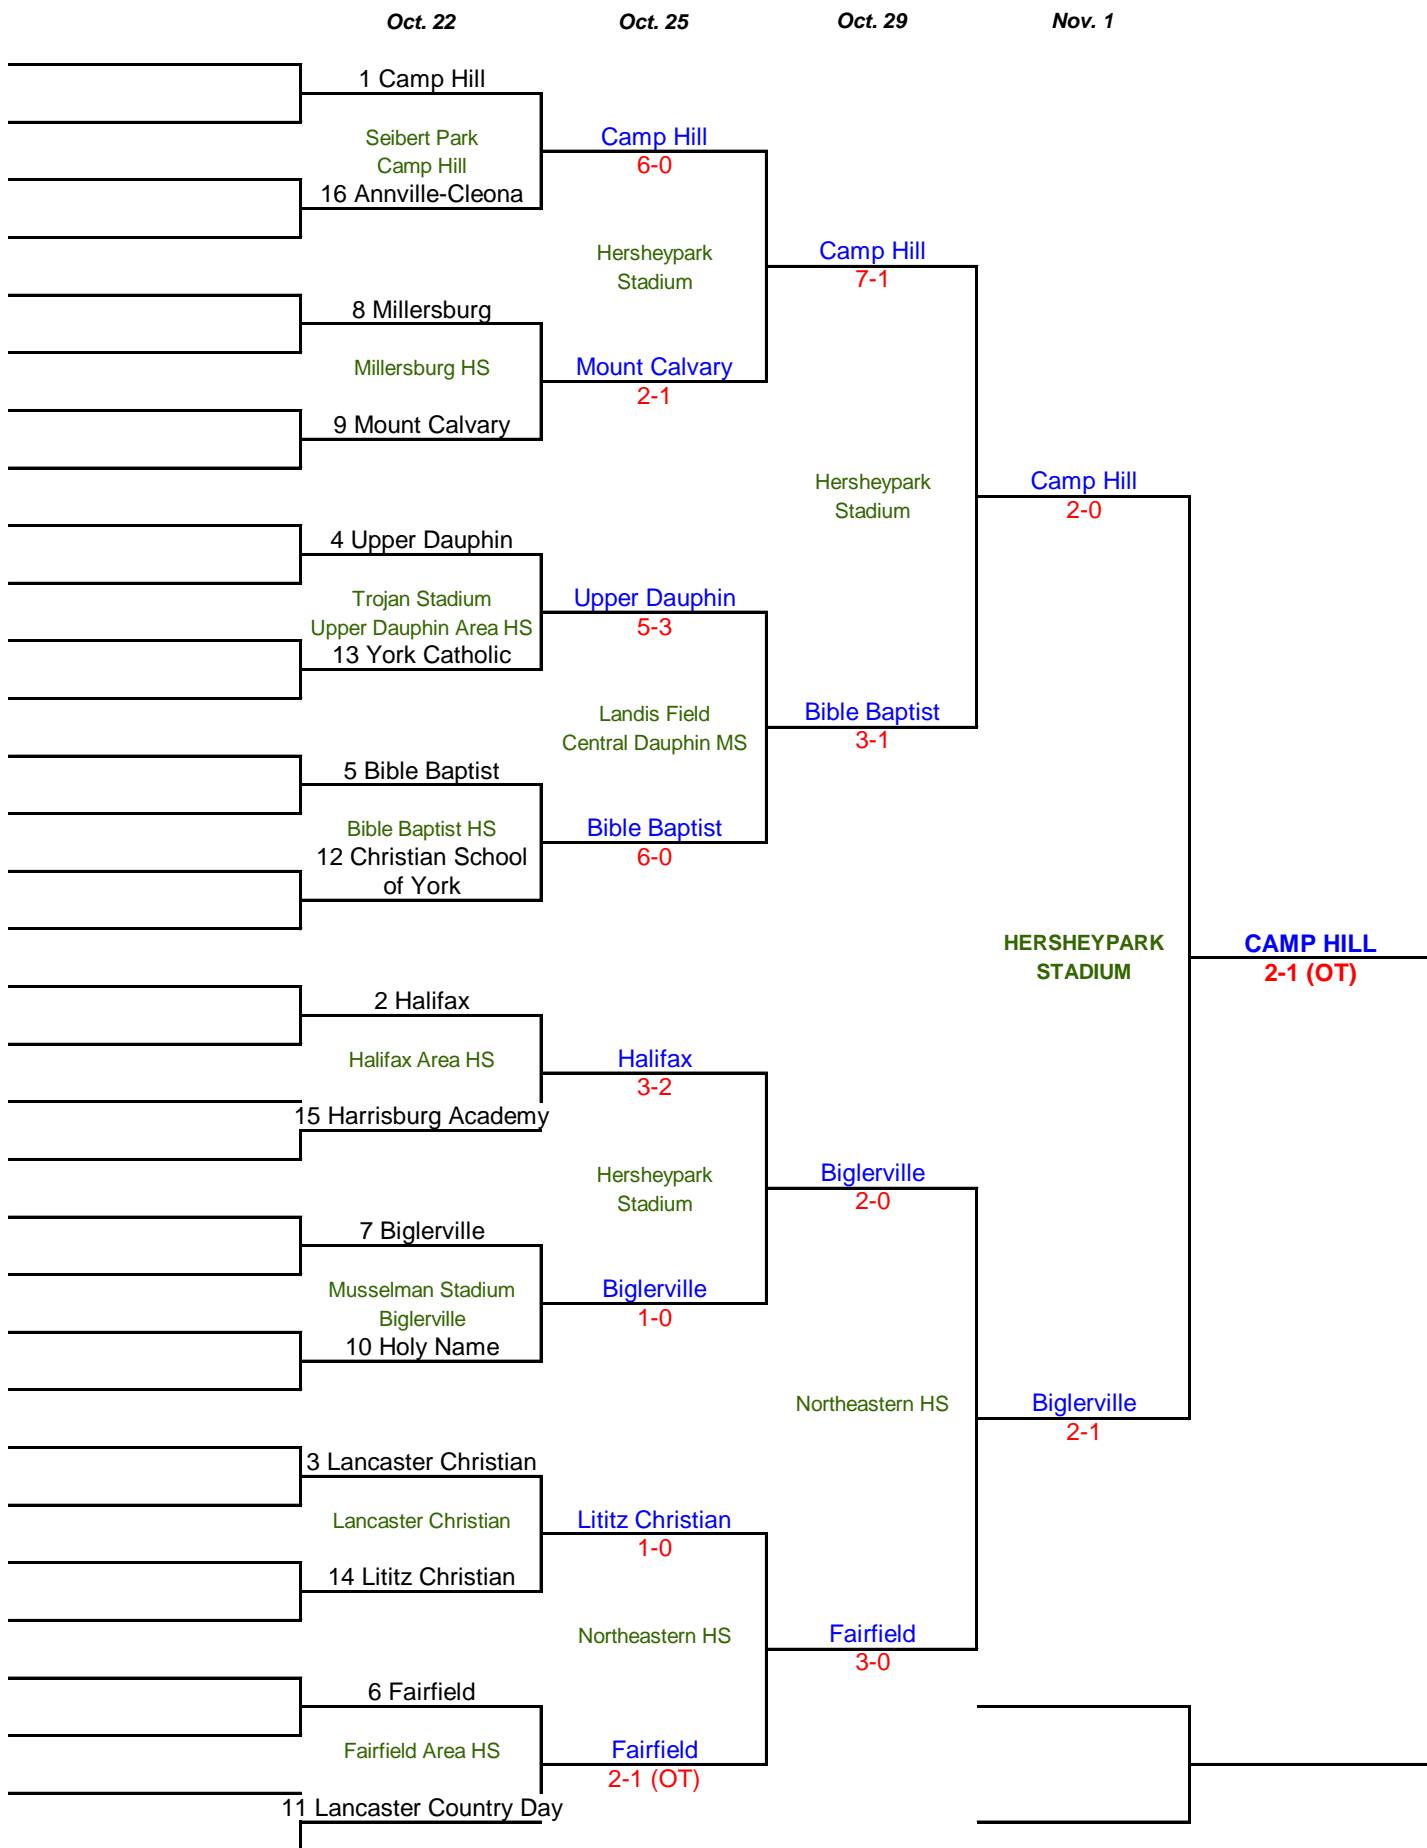 Oct. 22 Oct. 25 Oct. 29 Nov. 1
1 Camp Hill
Seibert Park
Camp Hill
16 Annville-Cleona
Camp Hill
6-0
Hersheypark
Stadium
Camp Hill
7-1
8 Millersburg
Millersburg HS
9 Mount Calvary
Mount Calvary
2-1
Hersheypark
Stadium
Camp Hill
2-0
4 Upper Dauphin
Trojan Stadium
Upper Dauphin Area HS
13 York Catholic
Upper Dauphin
5-3
Landis Field
Central Dauphin MS
Bible Baptist
3-1
5 Bible Baptist
Bible Baptist HS
12 Christian School
of York
Bible Baptist
6-0
HERSHEYPARK
STADIUM
CAMP HILL
2-1 (OT)
2 Halifax
Halifax Area HS
15 Harrisburg Academy
Halifax
3-2
Hersheypark
Stadium
Biglerville
2-0
7 Biglerville
Musselman Stadium
Biglerville
10 Holy Name
Biglerville
1-0
Northeastern HS
Biglerville
2-1
3 Lancaster Christian
Lancaster Christian
14 Lititz Christian
Lititz Christian
1-0
Northeastern HS
Fairfield
3-0
6 Fairfield
Fairfield Area HS
11 Lancaster Country Day
Fairfield
2-1 (OT)